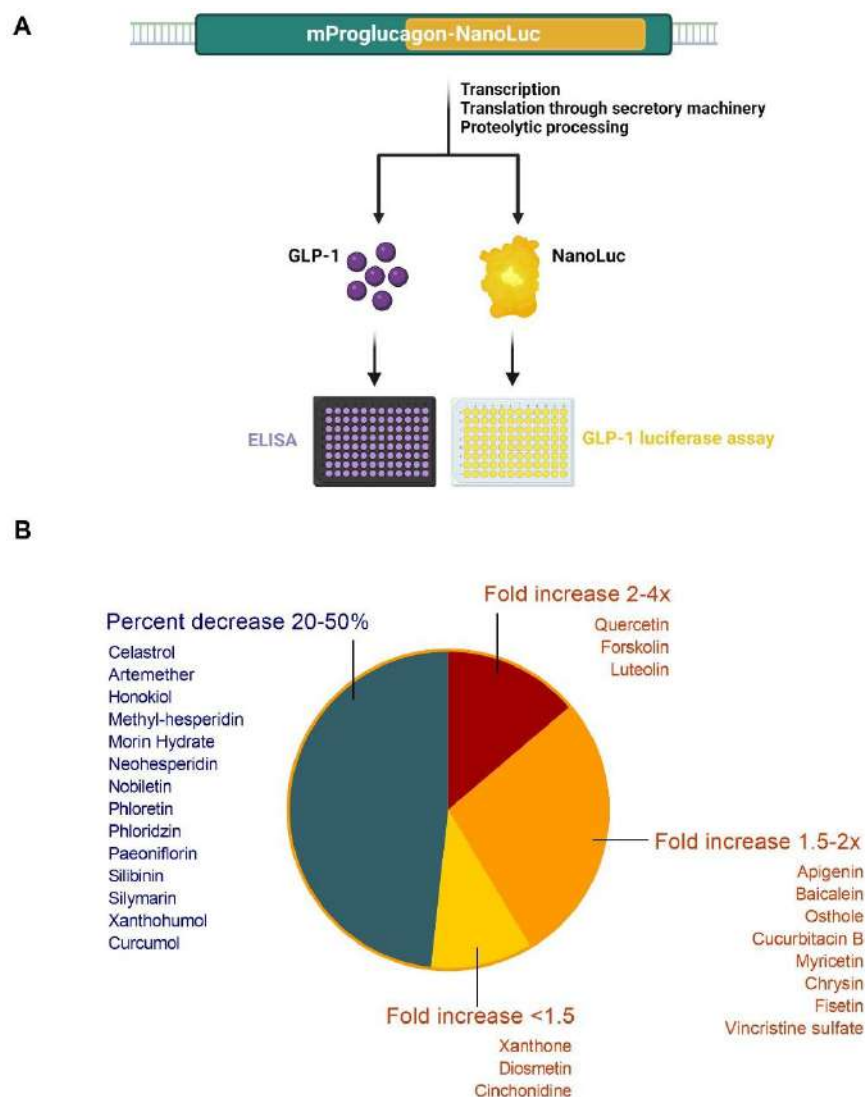 A
mProglucagon-NanoLuc
Transcription
Translation through secretory machinery
Proteolytic processing
GLP-1
NanoLuc
ELISA
GLP-1 luciferase assay
B
Fold increase 2-4x
Quercetin
Forskolin
Luteolin
Percent decrease 20-50%
Celastrol
Artemether
Honokiol
Methyl-hesperidin
Morin Hydrate
Neohesperidin
Nobiletin
Phloretin
Phloridzin
Paeoniflorin
Silibinin
Silymarin
Xanthohumol
Curcumol
Fold increase 1.5-2x
Apigenin
Baicalein
Osthole
Cucurbitacin B
Myricetin
Chrysin
Fisetin
Vincristine sulfate
Fold increase <1.5
Xanthone
Diosmetin
Cinchonidine